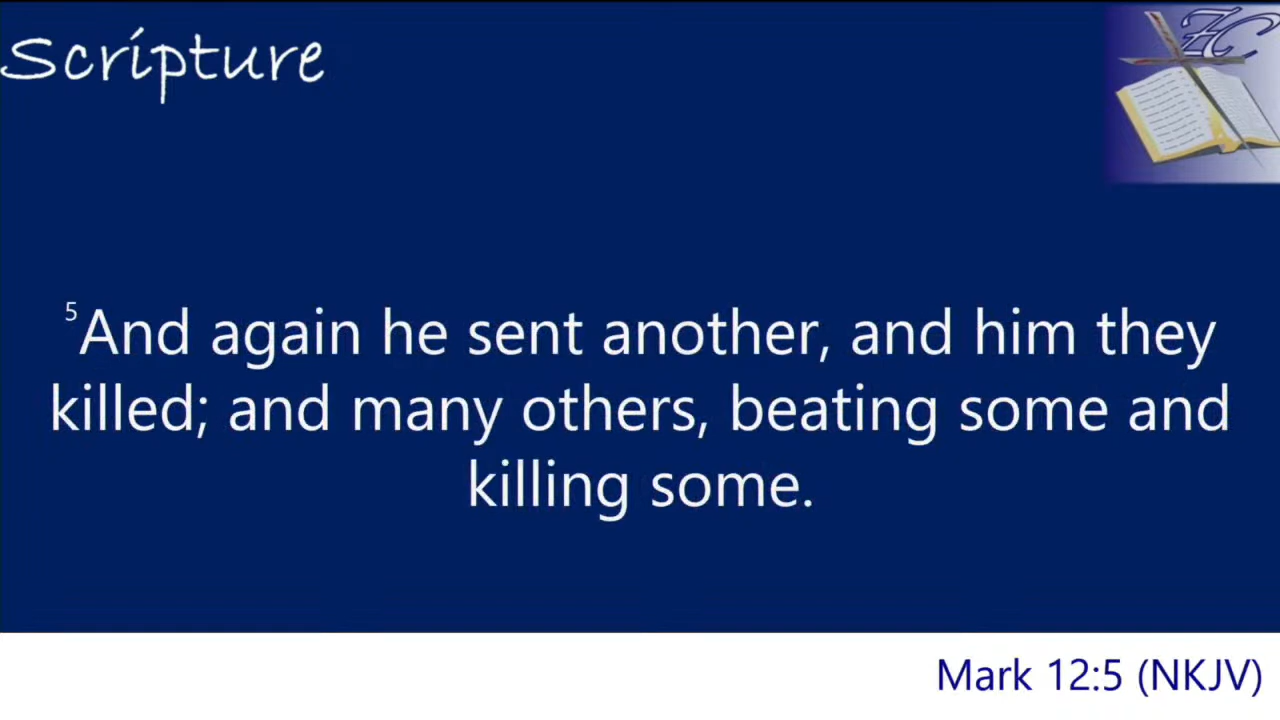 Scripture
5And again he sent another, and him they
killed; and many others, beating some and
killing some.
Mark 12:5 (NKJV)